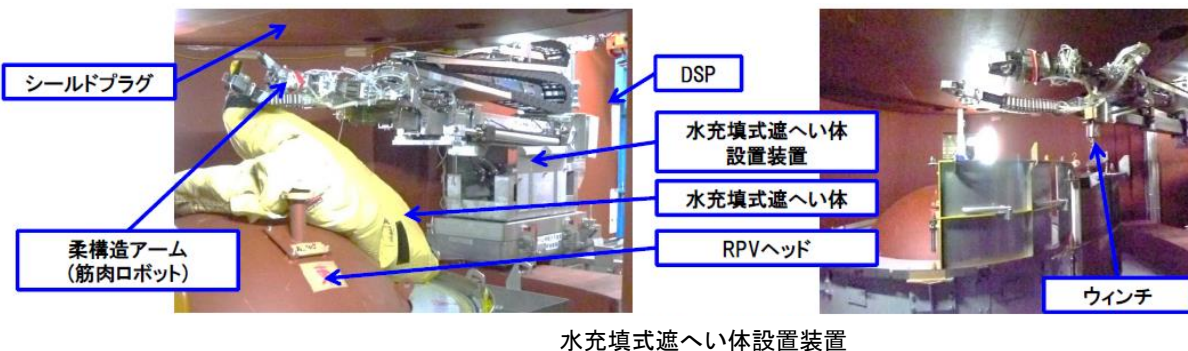 シールドプラグ
柔構造アーム
(筋肉ロボット)
DSP
水充填式遮へい体
設置装置
水充填式遮へい体
RPVヘッド
ウィンチ
水充填式遮へい体設置装置